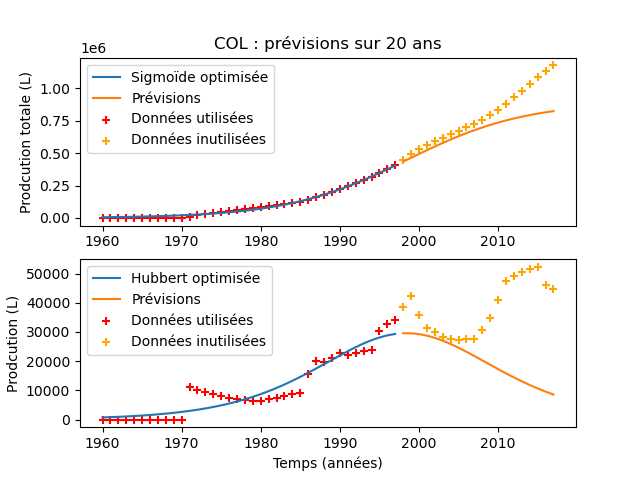 COL : prévisions sur 20 ans
1e6
Prodcution totale (L)
1.00
0.75
0.50
0.25
0.00
Sigmoïde optimisée
Prévisions
Données utilisées
Données inutilisées
1960 1970 1980 1990 2000 2010
Prodcution (L)
50000
40000
30000
20000
10000
0
Hubbert optimisée
Prévisions
Données utilisées
Données inutilisées
1960 1970 1980 1990 2000 2010
Temps (années)